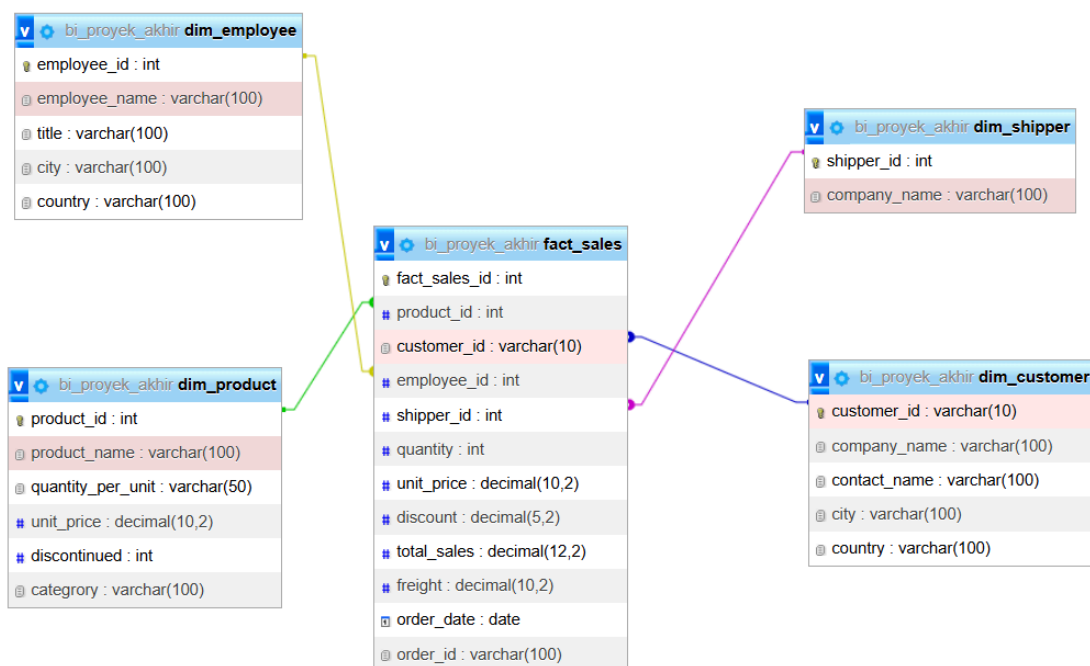 v bi_proyek_akhir dim_employee
employee_id : int
employee_name : varchar(100)
title : varchar(100)
city : varchar(100)
country : varchar(100)
v bi_proyek_akhir dim_shipper
shipper_id : int
company_name : varchar(100)
v bi_proyek_akhir fact_sales
fact_sales_id : int
# product_id : int
customer_id : varchar(10)
# employee_id : int
# shipper_id : int
# quantity : int
# unit_price : decimal(10,2)
# discount : decimal(5,2)
# total_sales : decimal(12,2)
# freight : decimal(10,2)
order_date : date
order_id : varchar(100)
v bi_proyek_akhir dim_product
product_id : int
product_name : varchar(100)
quantity_per_unit : varchar(50)
# unit_price : decimal(10,2)
# discontinued : int
categrory : varchar(100)
v bi_proyek_akhir dim_customer
customer_id : varchar(10)
company_name : varchar(100)
contact_name : varchar(100)
city : varchar(100)
country : varchar(100)